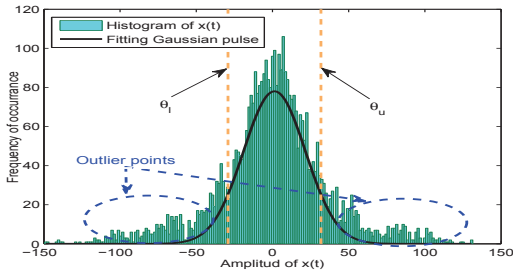 120
100
80
60
40
20
0
Frequency of occurrance
Histogram of x(t)
Fitting Gaussian pulse
θl
θu
Outlier points
−150
−100
−50
0
50
100
150
Amplitud of x(t)